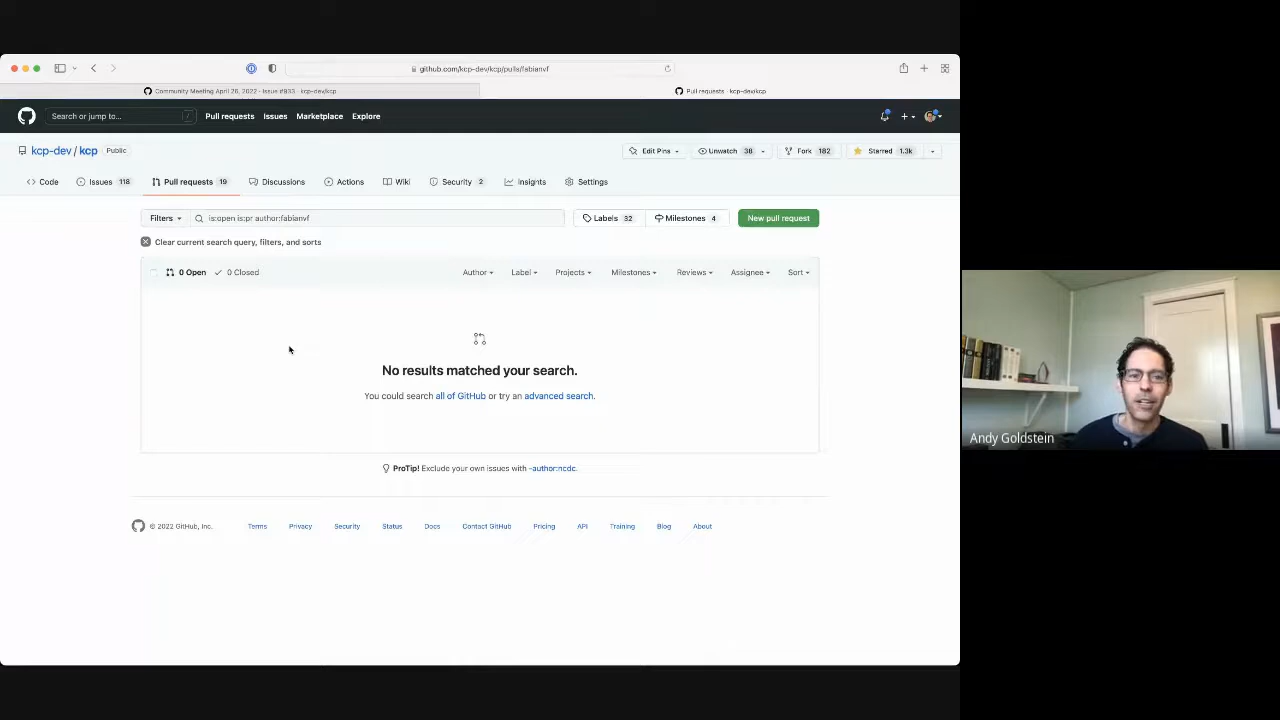 github.com/kcp-dev/kcp/pulls/fabianvf
Community Meeting April 26, 2022 · Issue #933 · kcp-dev/kcp
Pull requests · kcp-dev/kcp
Search or jump to... / Pull requests Issues Marketplace Explore
kcp-dev / kcp Public Edit Pins Unwatch 38 Fork 182 Starred 1.3k
Code Issues 118 Pull requests 19 Discussions Actions Wiki Security 2 Insights Settings
Filters is:open is:pr author:fabianvf Labels 32 Milestones 4 New pull request
Clear current search query, filters, and sorts
0 Open 0 Closed Author Label Projects Milestones Reviews Assignee Sort
No results matched your search.
You could search all of GitHub or try an advanced search.
ProTip! Exclude your own issues with -author:ncdc.
© 2022 GitHub, Inc. Terms Privacy Security Status Docs Contact GitHub Pricing API Training Blog About
Andy Goldstein